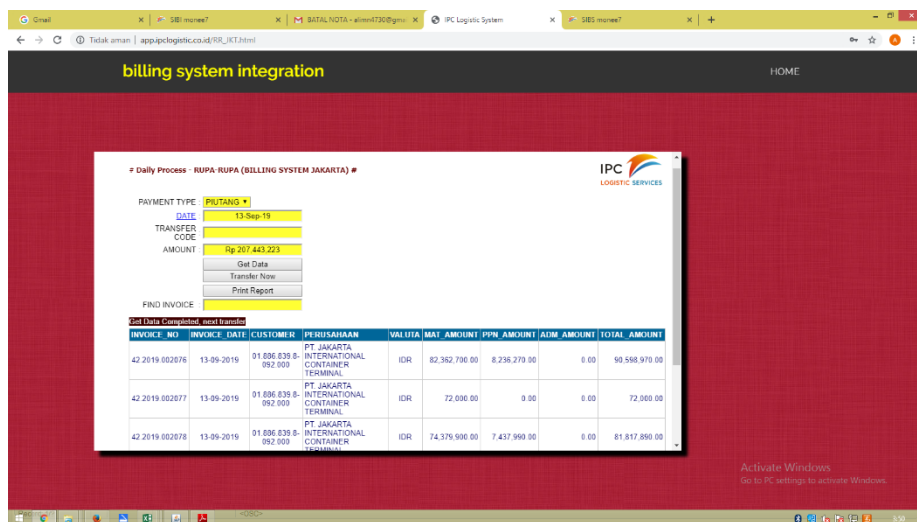 Gmail
SIBI monee?
BATAL NOTA - alimn4730@gma
IPC Logistic System
SIBS monee?
Tidak aman | app.ipclogistic.co.id/RR_IKT.html
billing system integration
HOME
# Daily Process - RUPA-RUPA (BILLING SYSTEM JAKARTA) #
IPC
LOGISTIC SERVICES
PAYMENT TYPE : PIUTANG
DATE : 13-Sep-19
TRANSFER CODE :
AMOUNT : Rp 207,443,223
Get Data
Transfer Now
Print Report
FIND INVOICE :
Get Data Completed, next transfer
INVOICE_NO INVOICE_DATE CUSTOMER PERUSAHAAN VALUTA MAT_AMOUNT PPN_AMOUNT ADM_AMOUNT TOTAL_AMOUNT
42.2019.002076 13-09-2019 01.886.839.8-092.000 PT. JAKARTA INTERNATIONAL CONTAINER TERMINAL IDR 82,362,700.00 8,236,270.00 0.00 90,598,970.00
42.2019.002077 13-09-2019 01.886.839.8-092.000 PT. JAKARTA INTERNATIONAL CONTAINER TERMINAL IDR 72,000.00 0.00 0.00 72,000.00
42.2019.002078 13-09-2019 01.886.839.8-092.000 PT. JAKARTA INTERNATIONAL CONTAINER TERMINAL IDR 74,379,900.00 7,437,990.00 0.00 81,817,890.00
Activate Windows
Go to PC settings to activate Windows.